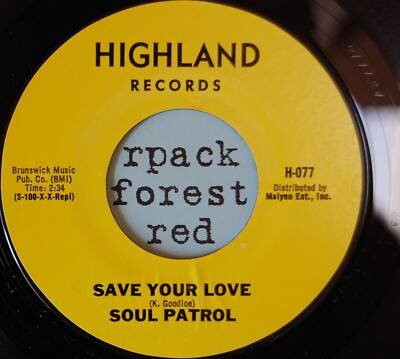 HIGHLAND
RECORDS
Brunswick Music
Pub. Co. (BMI)
Time: 2:34
(S-100-X-X-Repl)
rpack
forest
red
H-077
Distributed by
Malynn Ent., Inc.
SAVE YOUR LOVE
(K. Goodloe)
SOUL PATROL